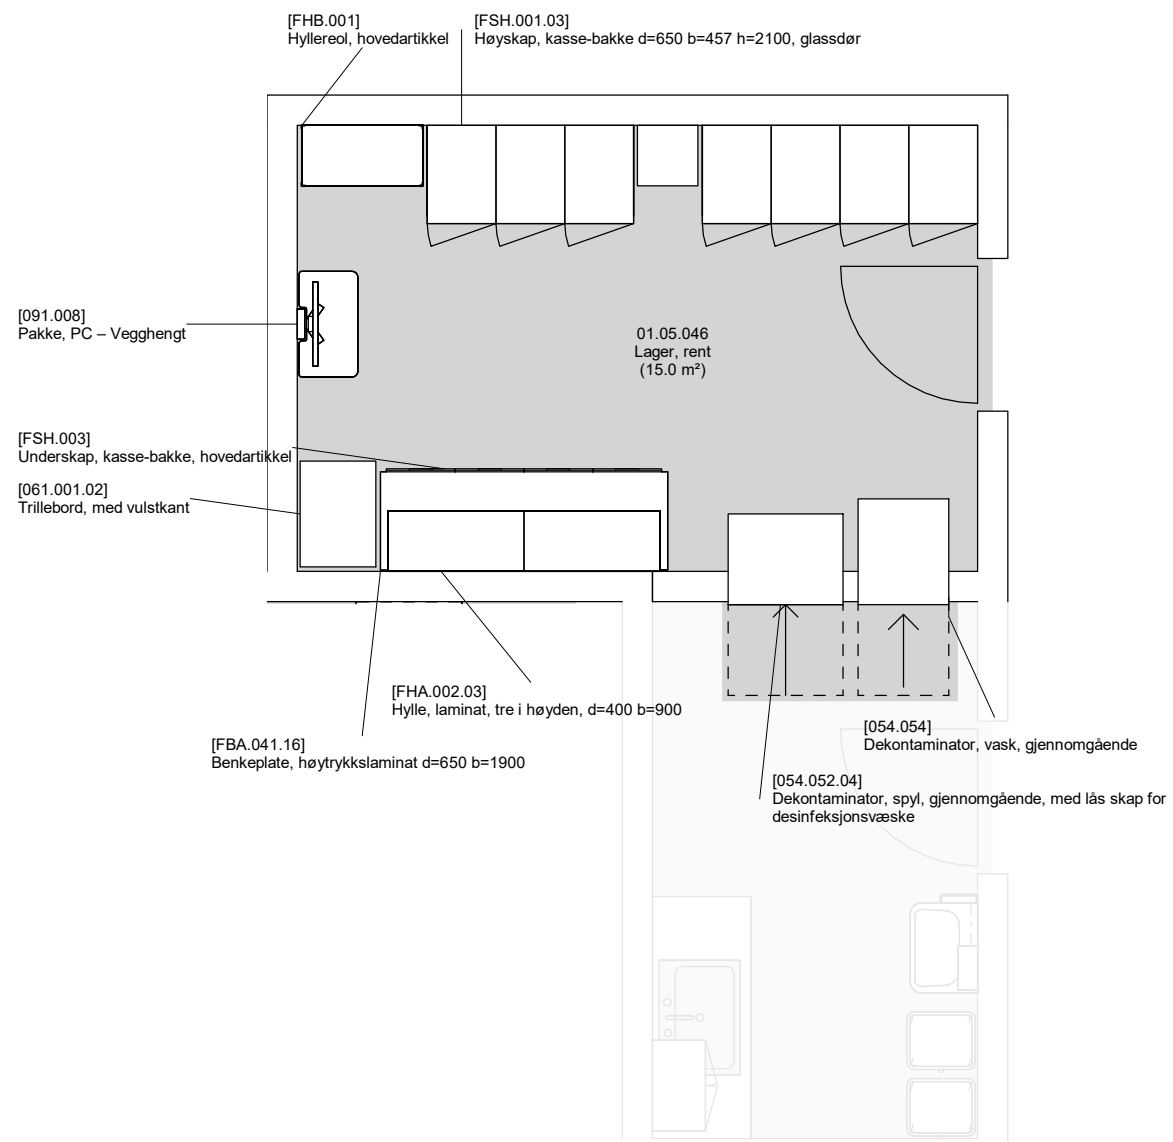 [FHB.001]
Hyllereol, hovedartikkel
[FSH.001.03]
Høyskap, kasse-bakke d=650 b=457 h=2100, glassdør
[091.008]
Pakke, PC – Vegghengt
01.05.046
Lager, rent
(15.0 m²)
[FSH.003]
Underskap, kasse-bakke, hovedartikkel
[061.001.02]
Trillebord, med vulstkant
[FHA.002.03]
Hylle, laminat, tre i høyden, d=400 b=900
[FBA.041.16]
Benkeplate, høytrykkslaminat d=650 b=1900
[054.054]
Dekontaminator, vask, gjennomgående
[054.052.04]
Dekontaminator, spyl, gjennomgående, med lås skap for
desinfeksjonsvæske